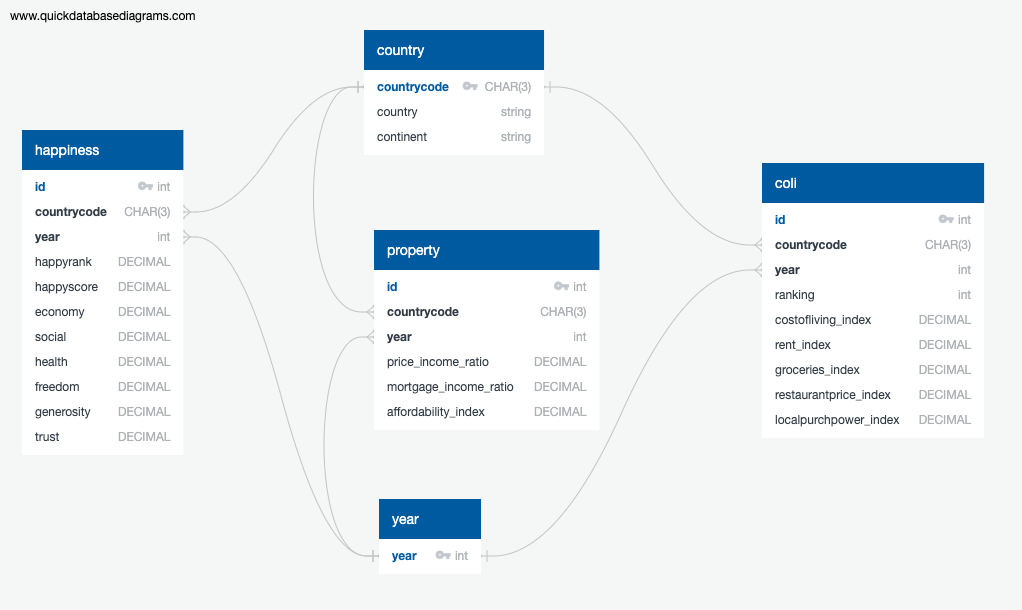 www.quickdatabasediagrams.com
country
countrycode CHAR(3)
country string
continent string
happiness
id int
countrycode CHAR(3)
year int
happyrank DECIMAL
happyscore DECIMAL
economy DECIMAL
social DECIMAL
health DECIMAL
freedom DECIMAL
generosity DECIMAL
trust DECIMAL
property
id int
countrycode CHAR(3)
year int
price_income_ratio DECIMAL
mortgage_income_ratio DECIMAL
affordability_index DECIMAL
coli
id int
countrycode CHAR(3)
year int
ranking int
costofliving_index DECIMAL
rent_index DECIMAL
groceries_index DECIMAL
restaurantprice_index DECIMAL
localpurchpower_index DECIMAL
year
year int